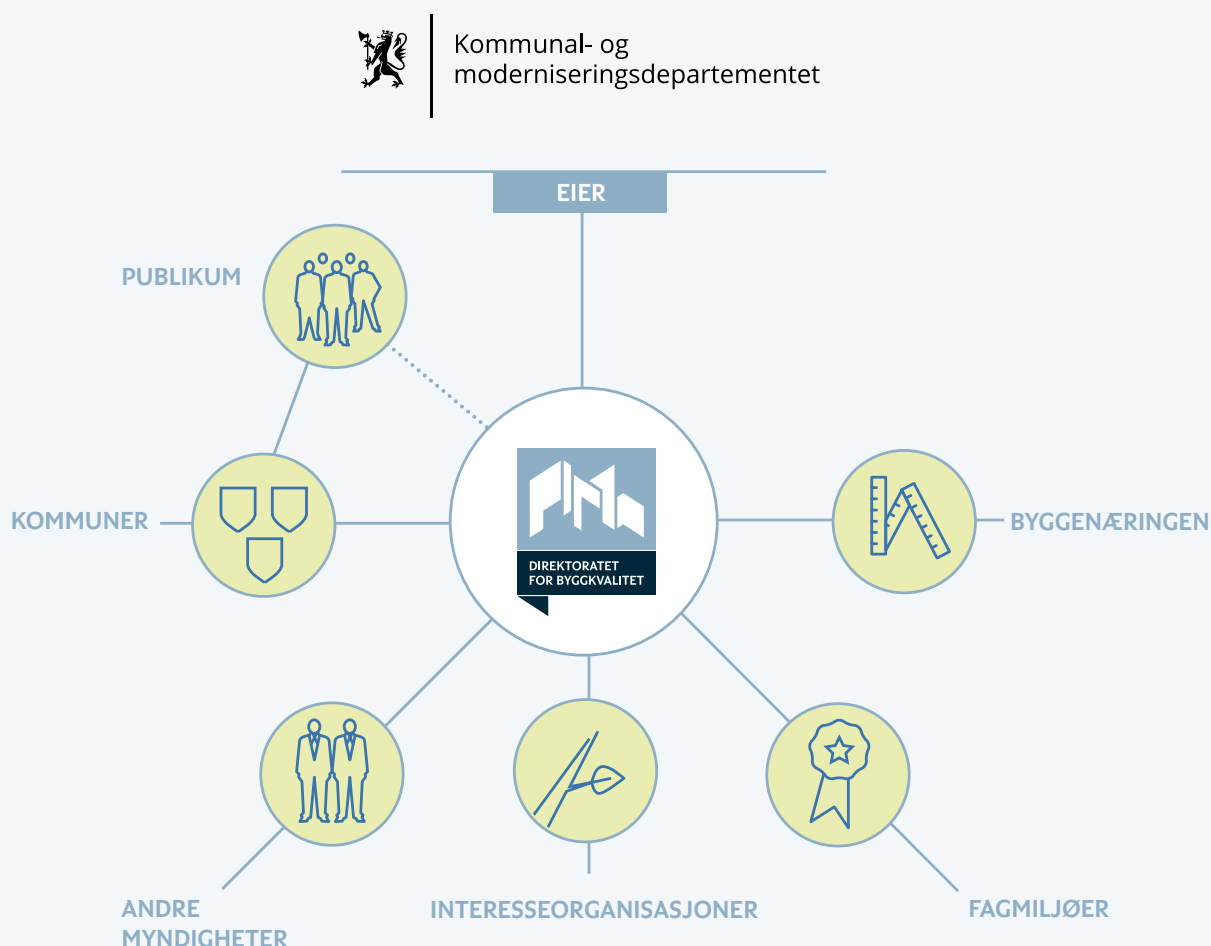 Kommunal- og
moderniseringsdepartementet
EIER
PUBLIKUM
KOMMUNER
DIREKTORATET
FOR BYGGKVALITET
BYGGENÆRINGEN
ANDRE
MYNDIGHETER
INTERESSEORGANISASJONER
FAGMILJØER